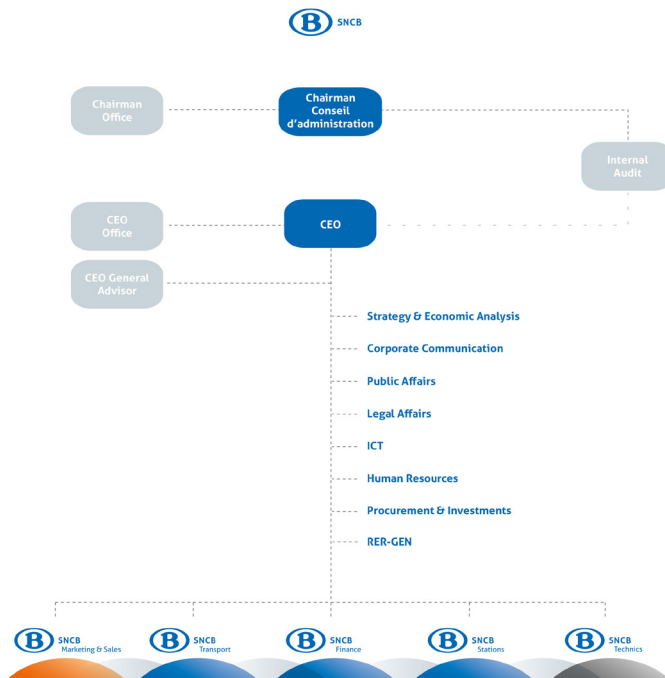 B SNCB
Chairman
Office
Chairman
Conseil
d'administration
Internal
Audit
CEO
Office
CEO
CEO General
Advisor
Strategy & Economic Analysis
Corporate Communication
Public Affairs
Legal Affairs
ICT
Human Resources
Procurement & Investments
RER-GEN
B SNCB
Marketing & Sales
B SNCB
Transport
B SNCB
Finance
B SNCB
Stations
B SNCB
Technics